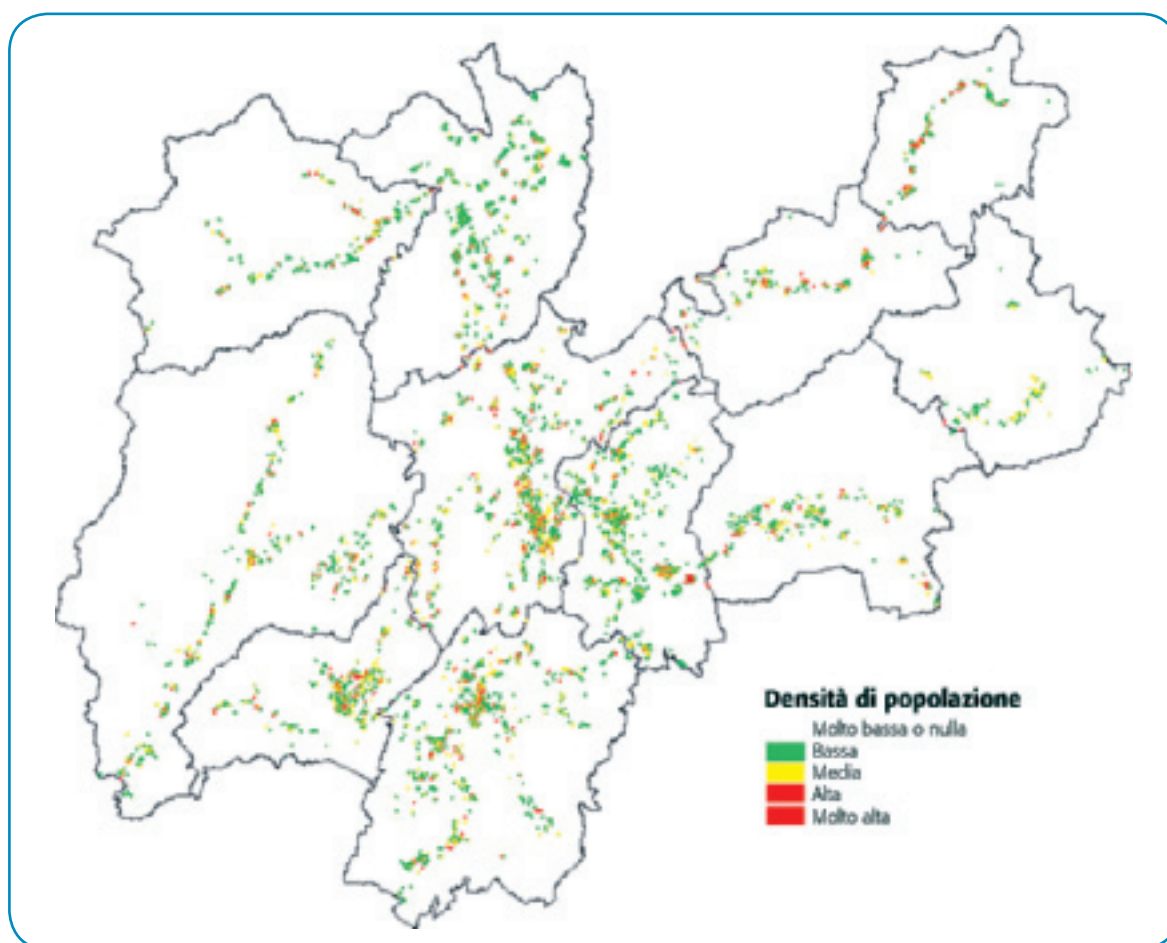 Densità di popolazione
Molto bassa o nulla
Bassa
Media
Alta
Molto alta